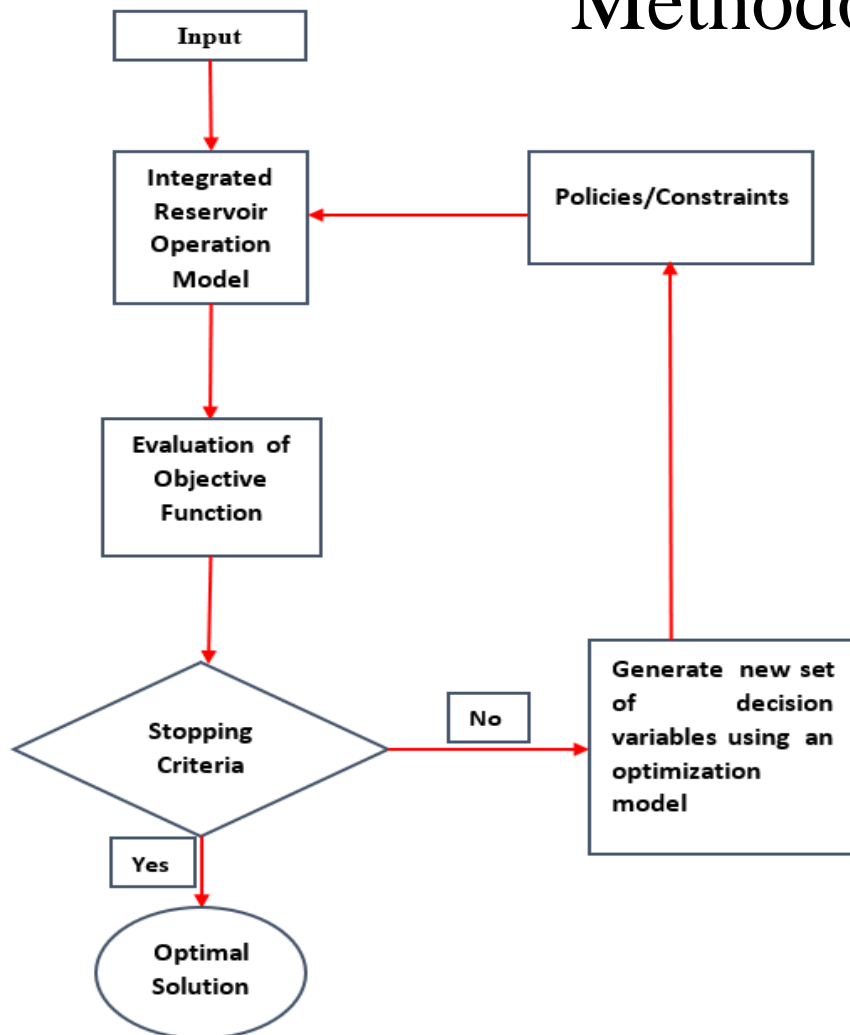 Methodo
Input
Integrated
Reservoir
Operation
Model
Policies/Constraints
Evaluation of
Objective
Function
Stopping
Criteria
No
Generate new set
of decision
variables using an
optimization
model
Yes
Optimal
Solution